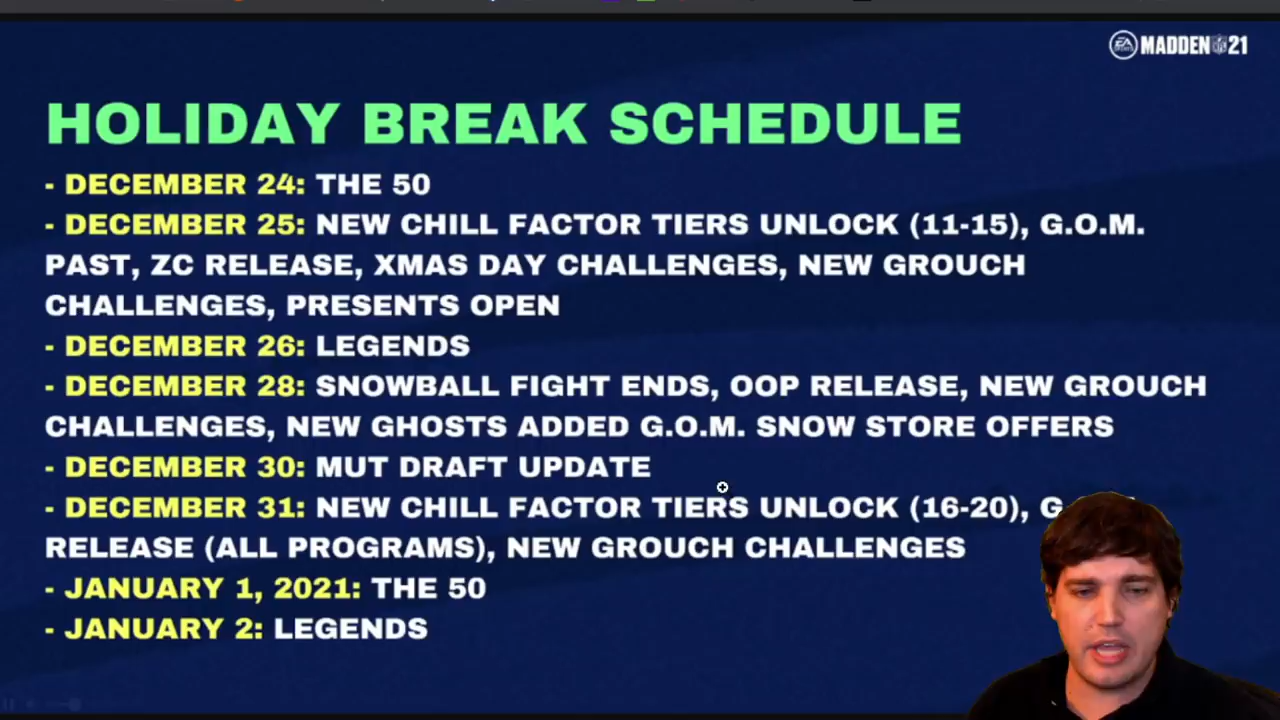 EA SPORTS MADDEN NFL 21
HOLIDAY BREAK SCHEDULE
- DECEMBER 24: THE 50
- DECEMBER 25: NEW CHILL FACTOR TIERS UNLOCK (11-15), G.O.M.
PAST, ZC RELEASE, XMAS DAY CHALLENGES, NEW GROUCH
CHALLENGES, PRESENTS OPEN
- DECEMBER 26: LEGENDS
- DECEMBER 28: SNOWBALL FIGHT ENDS, OOP RELEASE, NEW GROUCH
CHALLENGES, NEW GHOSTS ADDED G.O.M. SNOW STORE OFFERS
- DECEMBER 30: MUT DRAFT UPDATE
- DECEMBER 31: NEW CHILL FACTOR TIERS UNLOCK (16-20),
RELEASE (ALL PROGRAMS), NEW GROUCH CHALLENGES
- JANUARY 1, 2021: THE 50
- JANUARY 2: LEGENDS